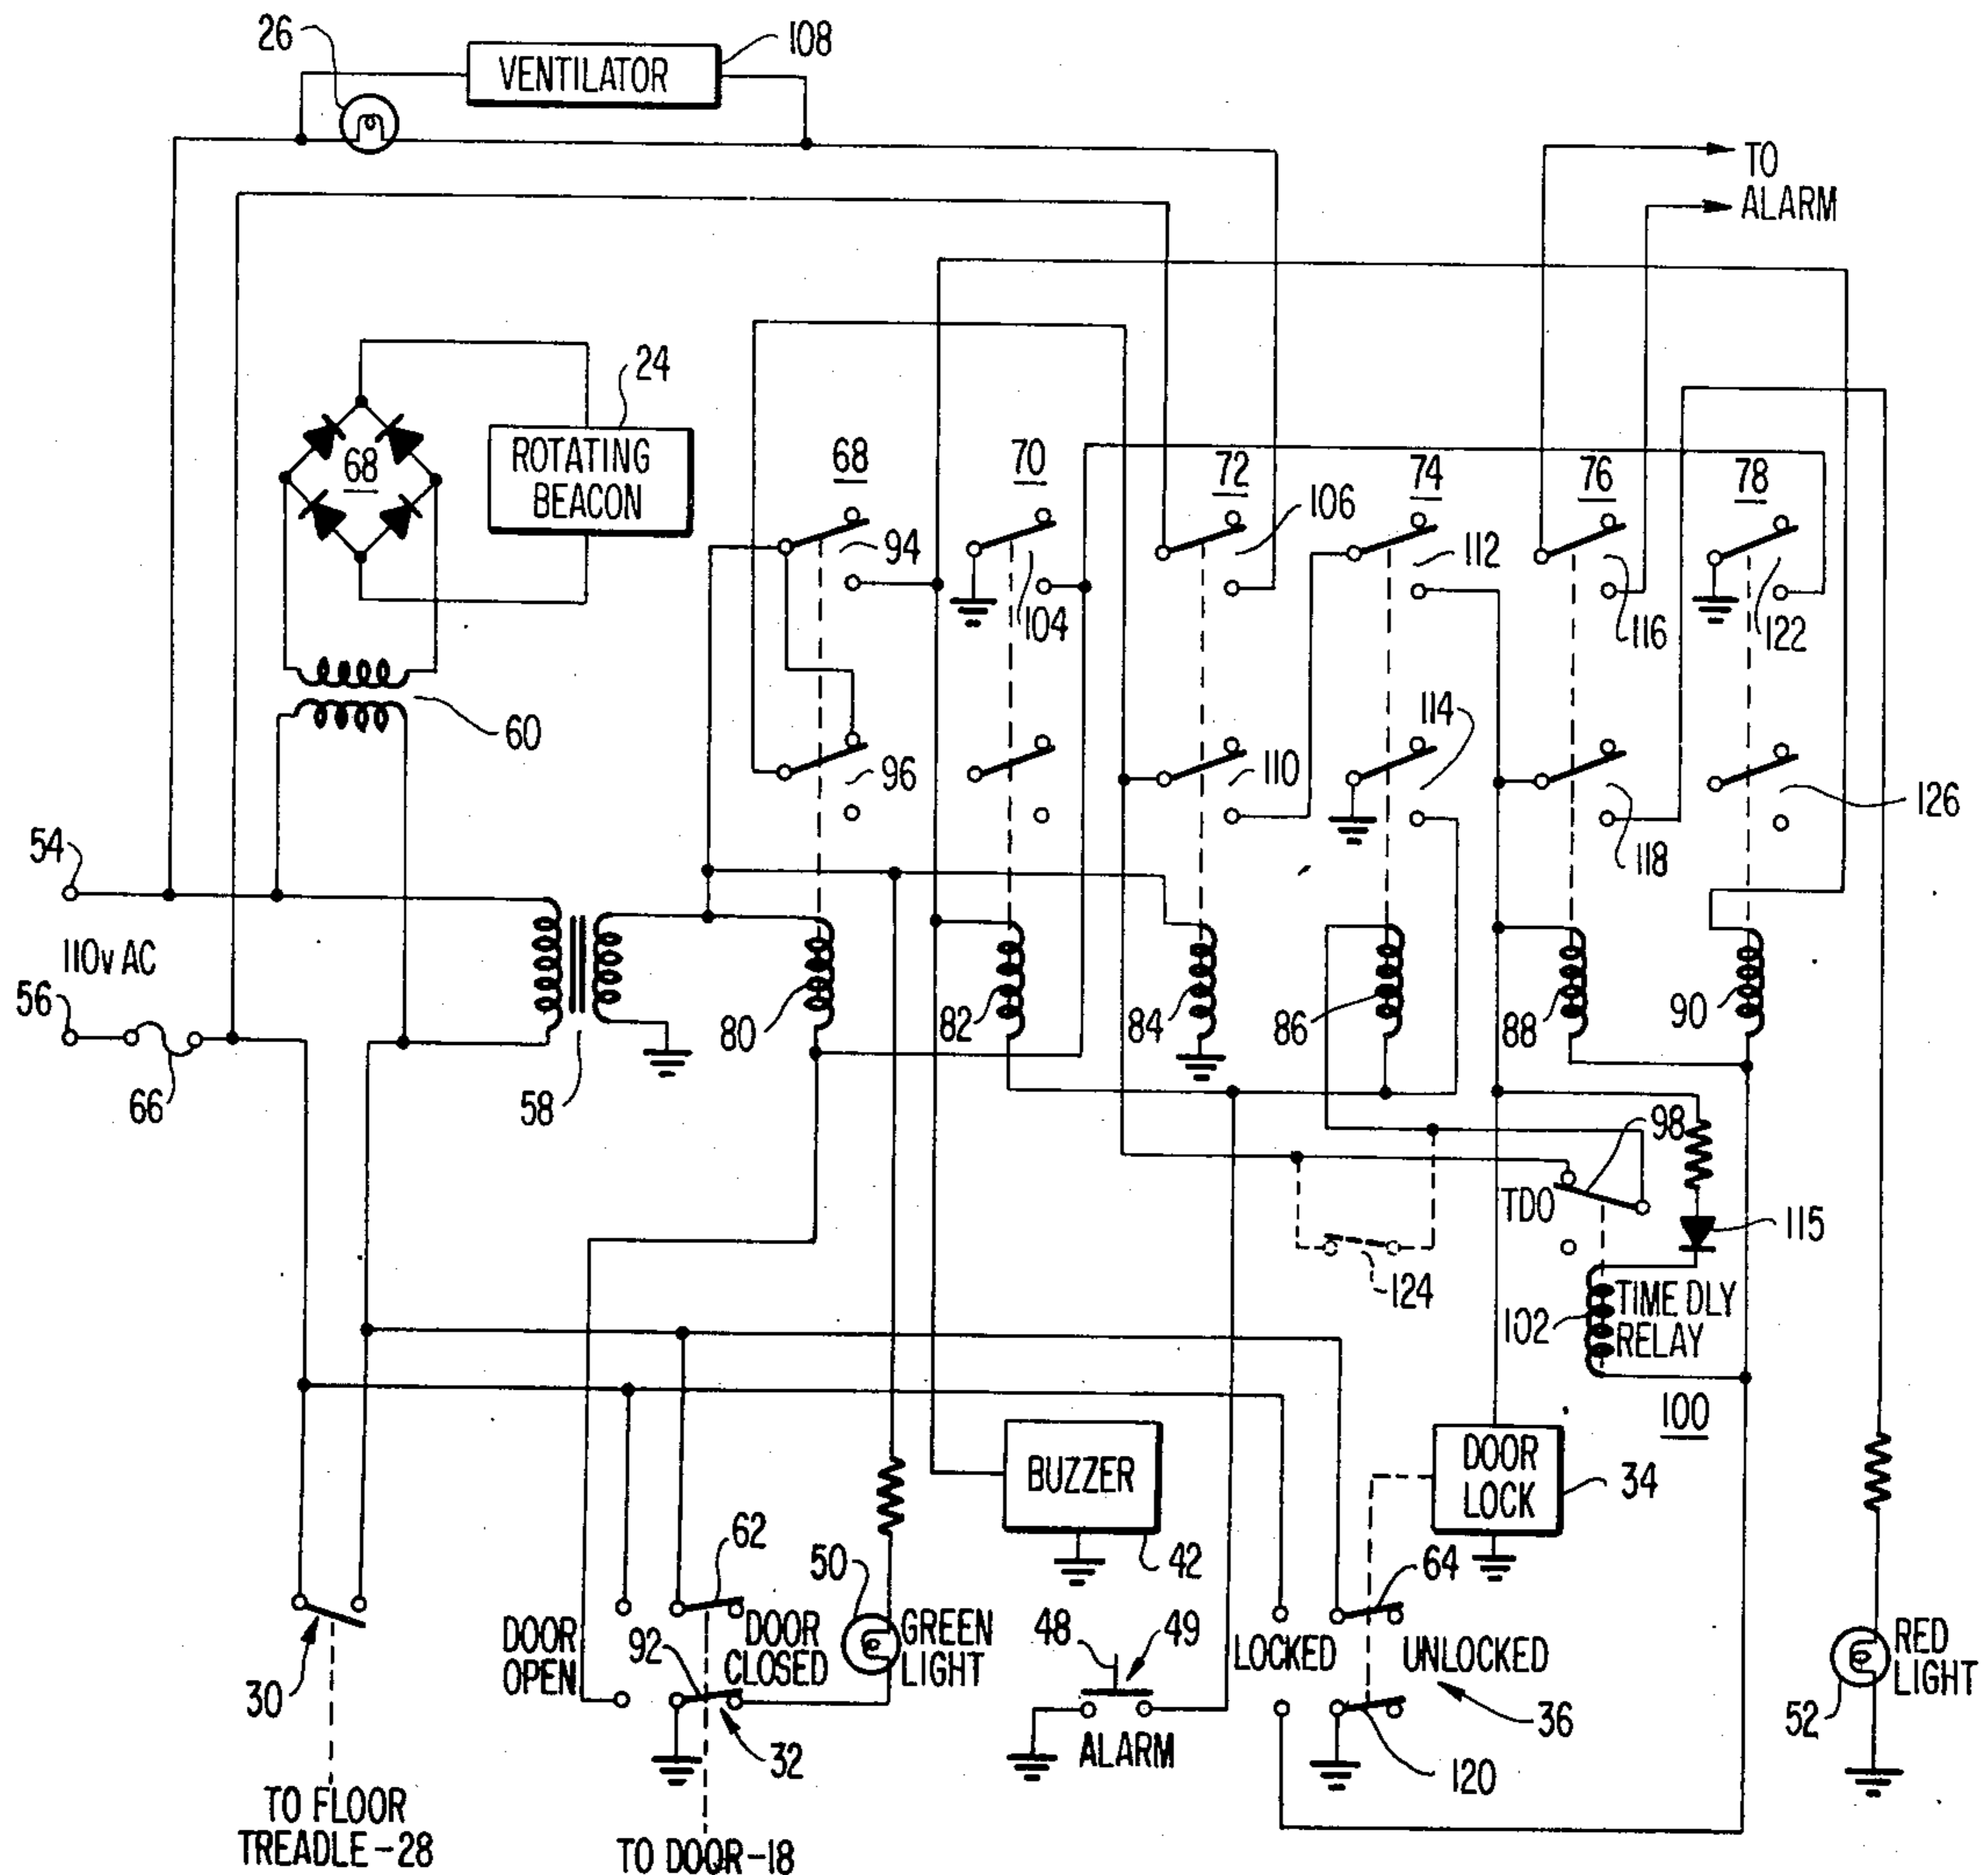 26
VENTILATOR
108
TO
ALARM
24
ROTATING
BEACON
68
68
70
72
74
76
78
94
104
106
112
116
122
60
96
110
114
118
126
54
110v AC
56
66
58
80
82
84
86
88
90
98
TDO
115
124
102
TIME DLY
RELAY
100
BUZZER
42
DOOR
LOCK
34
62
50
64
DOOR
OPEN
92
DOOR
CLOSED
GREEN
LIGHT
48
49
LOCKED
UNLOCKED
RED
LIGHT
30
32
ALARM
36
120
52
TO FLOOR
TREADLE-28
TO DOOR-18